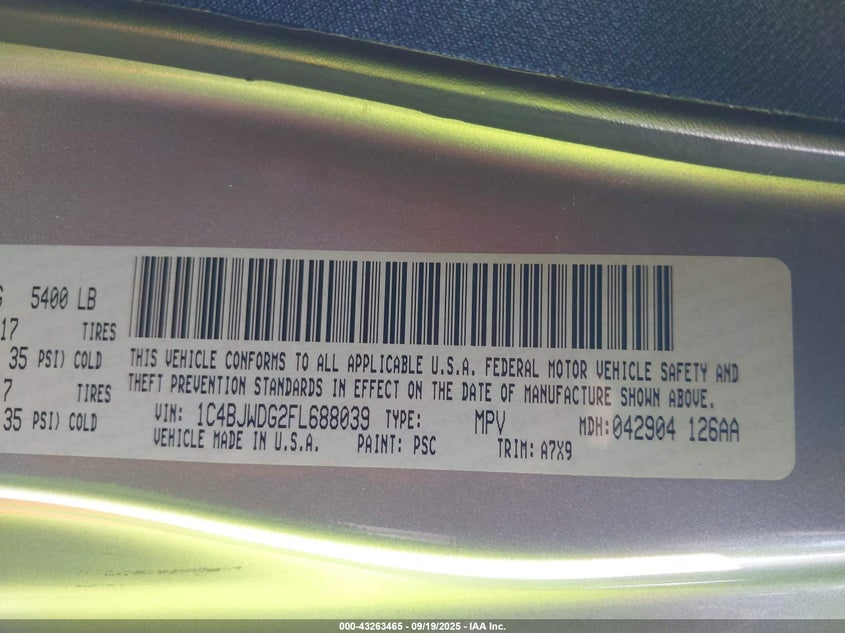 G 5400 LB
17 TIRES
35 PSI) COLD
7 TIRES
35 PSI) COLD
THIS VEHICLE CONFORMS TO ALL APPLICABLE U.S.A. FEDERAL MOTOR VEHICLE SAFETY AND
THEFT PREVENTION STANDARDS IN EFFECT ON THE DATE OF MANUFACTURE SHOWN ABOVE.
VIN: 1C4BJWDG2FL688039 TYPE: MPV MDH: 042904 126AA
VEHICLE MADE IN U.S.A. PAINT: PSC TRIM: A7X9
000-43263465 - 09/19/2025 - IAA Inc.